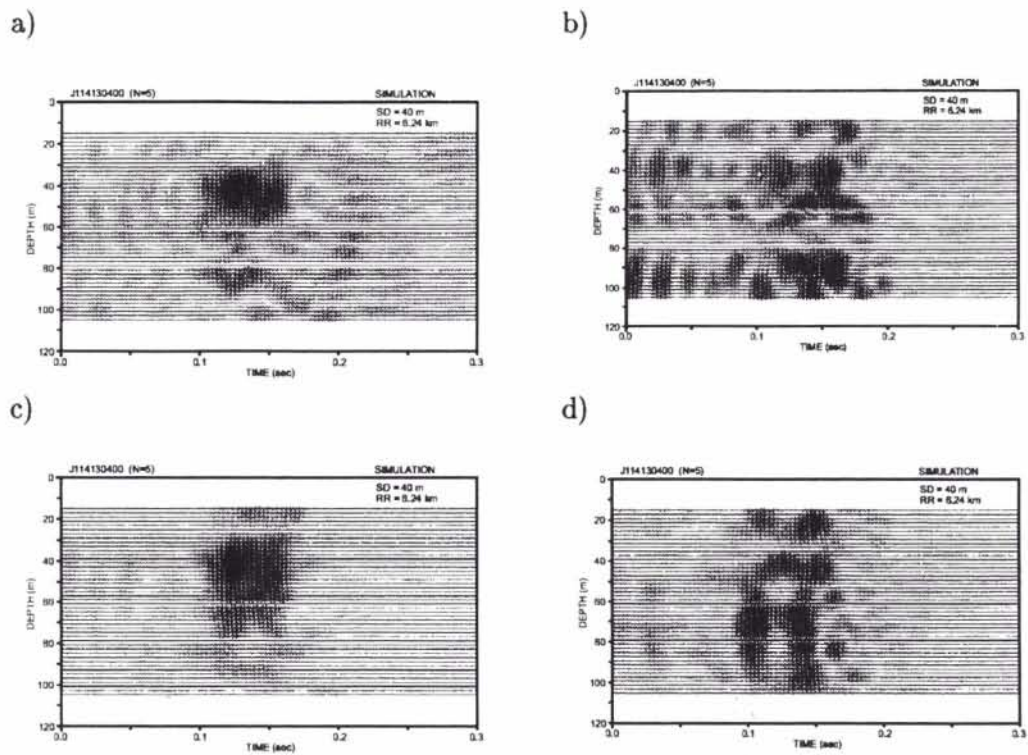 a)
J114130400 (N=5) SIMULATION
SD = 40 m
RR = 6.24 km
0
20
40
60
80
100
120
DEPTH (m)
0.0 0.1 0.2 0.3
TIME (sec)
b)
J114130400 (N=5) SIMULATION
SD = 40 m
RR = 6.24 km
0
20
40
60
80
100
120
DEPTH (m)
0.0 0.1 0.2 0.3
TIME (sec)
c)
J114130400 (N=5) SIMULATION
SD = 40 m
RR = 6.24 km
0
20
40
60
80
100
120
DEPTH (m)
0.0 0.1 0.2 0.3
TIME (sec)
d)
J114130400 (N=5) SIMULATION
SD = 40 m
RR = 6.24 km
0
20
40
60
80
100
120
DEPTH (m)
0.0 0.1 0.2 0.3
TIME (sec)